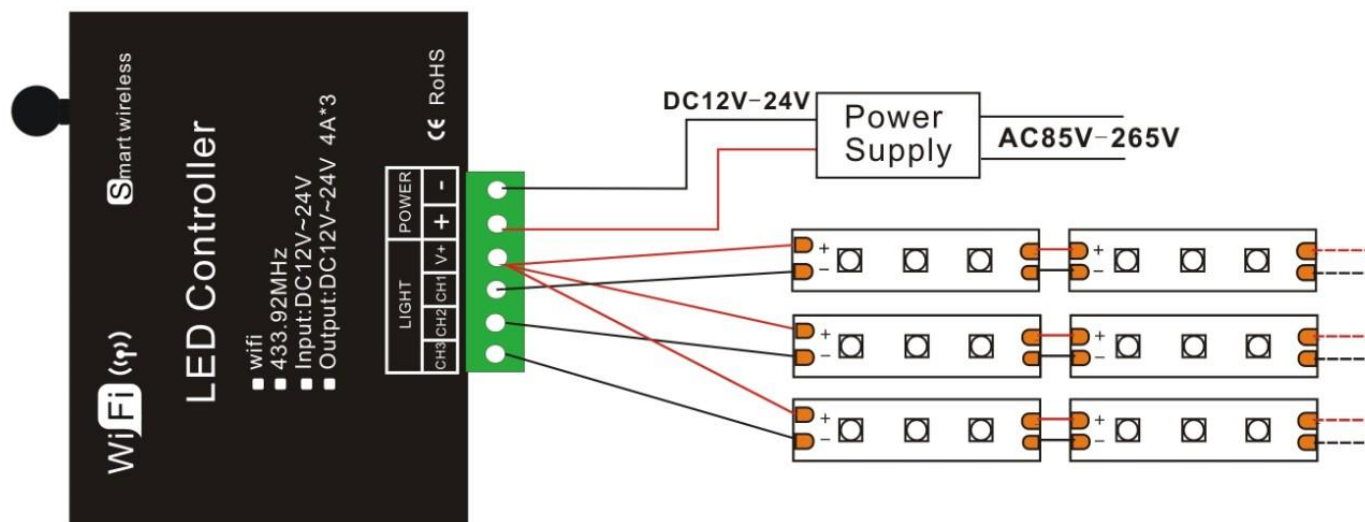 Smart wireless
WiFi
LED Controller
wifi
433.92MHz
Input:DC12V~24V
Output:DC12V~24V 4A*3
CE RoHS
POWER
- +
LIGHT
V+ CH1 CH2 CH3
DC12V-24V
Power
Supply
AC85V-265V
+ +
- -
+ +
- -
+ +
- -